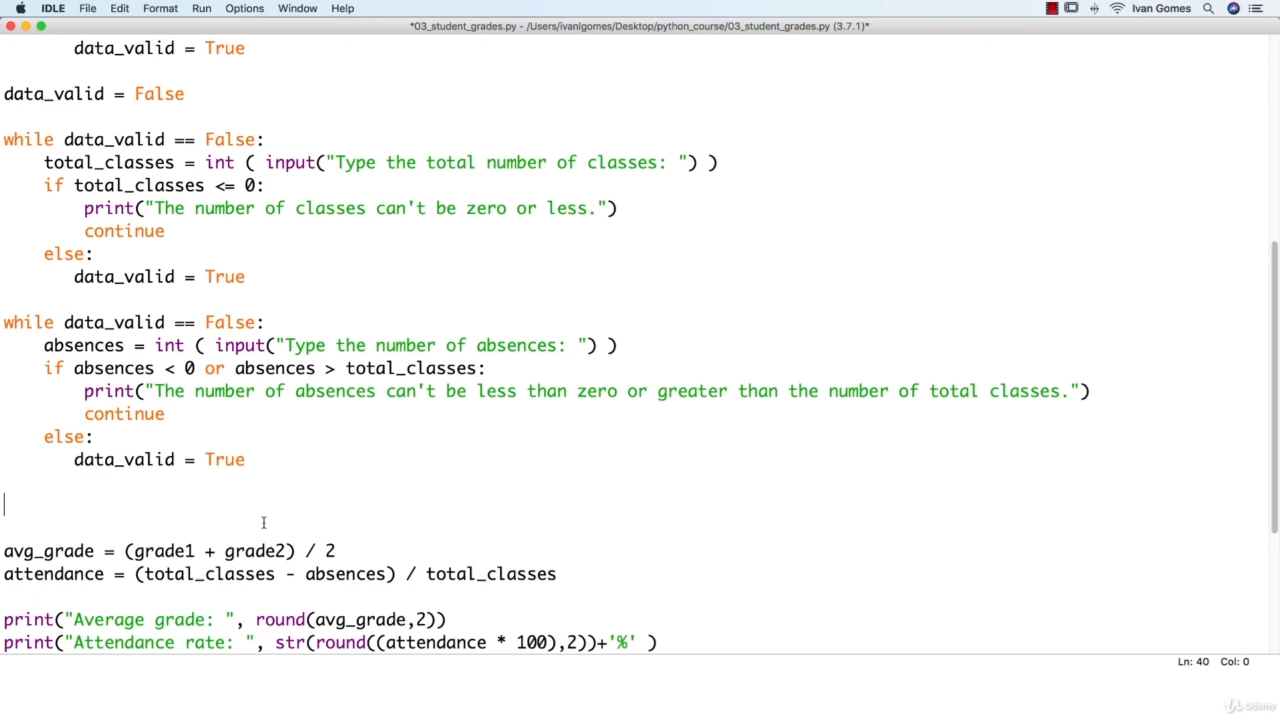 IDLE File Edit Format Run Options Window Help Ivan Gomes
*03_student_grades.py - /Users/ivanlgomes/Desktop/python_course/03_student_grades.py (3.7.1)*
data_valid = True
data_valid = False
while data_valid == False:
total_classes = int ( input("Type the total number of classes: ") )
if total_classes <= 0:
print("The number of classes can't be zero or less.")
continue
else:
data_valid = True
while data_valid == False:
absences = int ( input("Type the number of absences: ") )
if absences < 0 or absences > total_classes:
print("The number of absences can't be less than zero or greater than the number of total classes.")
continue
else:
data_valid = True
avg_grade = (grade1 + grade2) / 2
attendance = (total_classes - absences) / total_classes
print("Average grade: ", round(avg_grade,2))
print("Attendance rate: ", str(round((attendance * 100),2))+'%' )
Ln: 40 Col: 0
Udemy